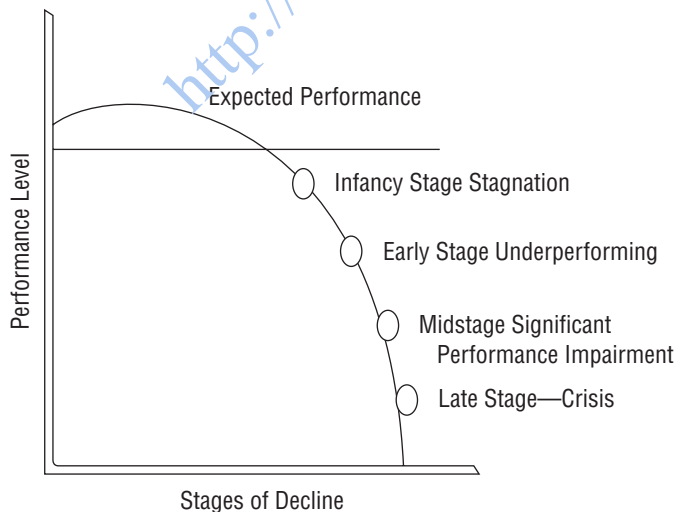 http://
Expected Performance
Infancy Stage Stagnation
Early Stage Underperforming
Midstage Significant
Performance Impairment
Late Stage—Crisis
Performance Level
Stages of Decline